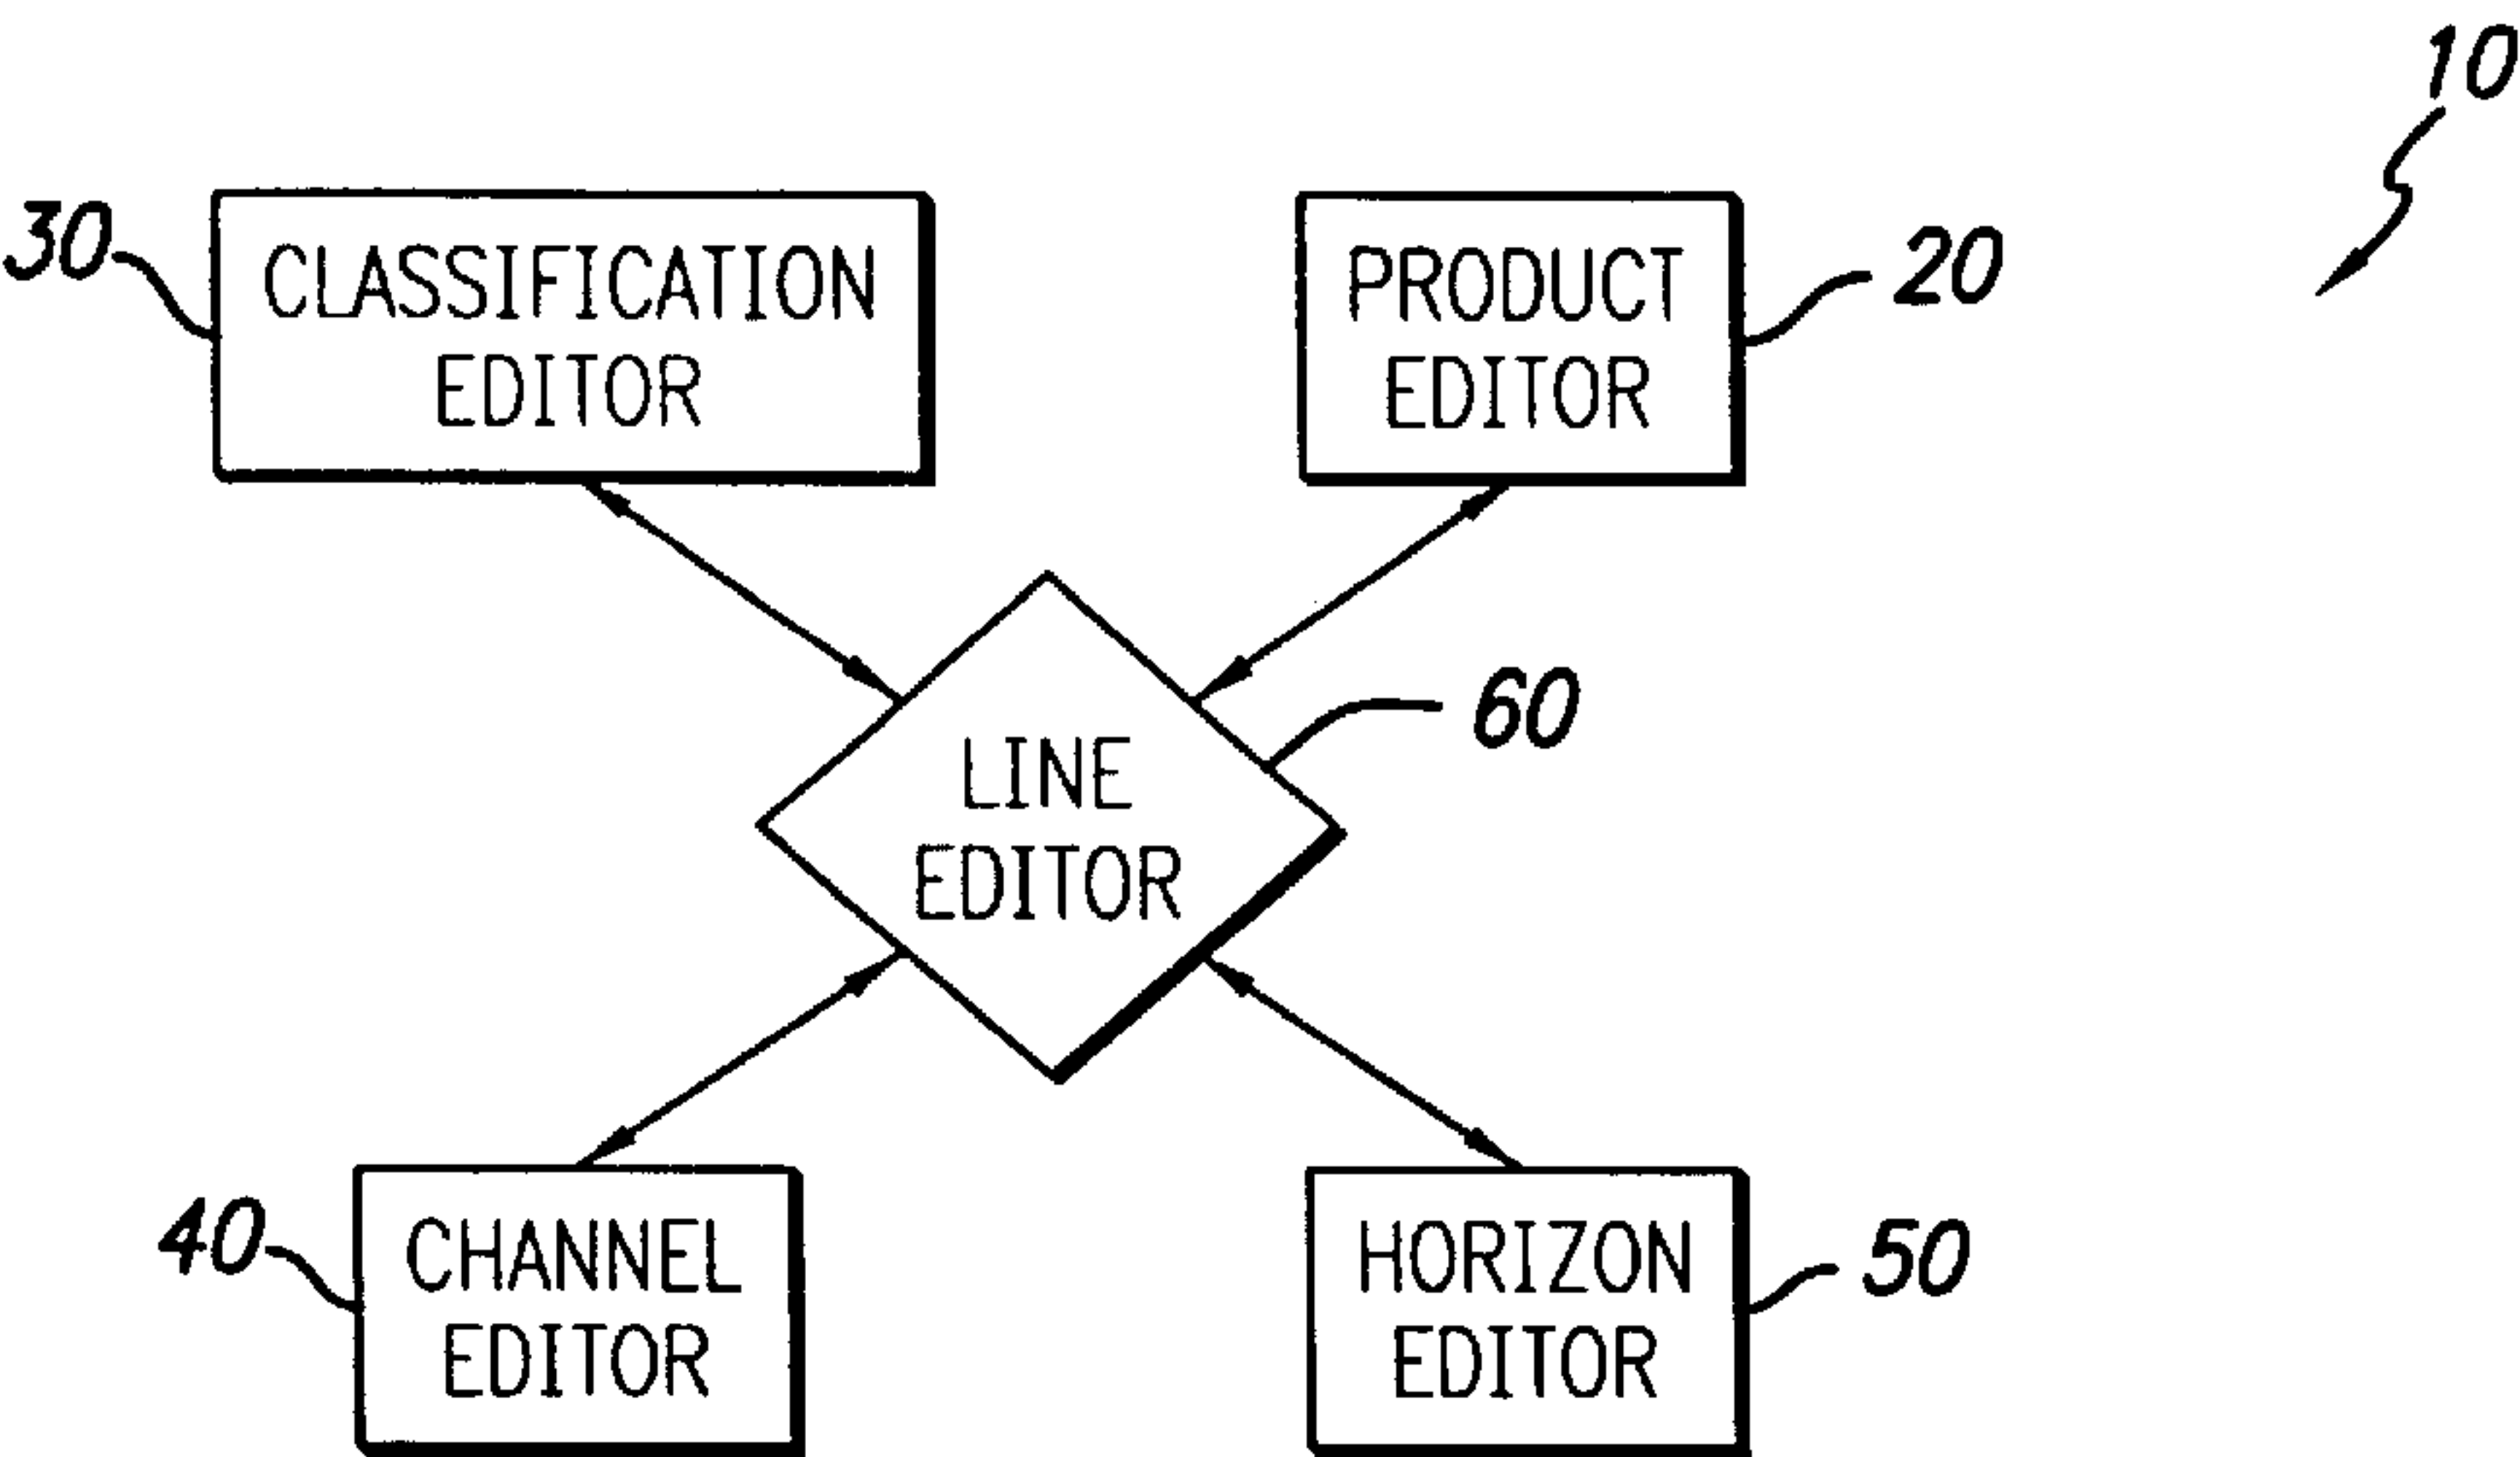 10
30
CLASSIFICATION
EDITOR
PRODUCT
EDITOR
20
LINE
EDITOR
60
40
CHANNEL
EDITOR
HORIZON
EDITOR
50